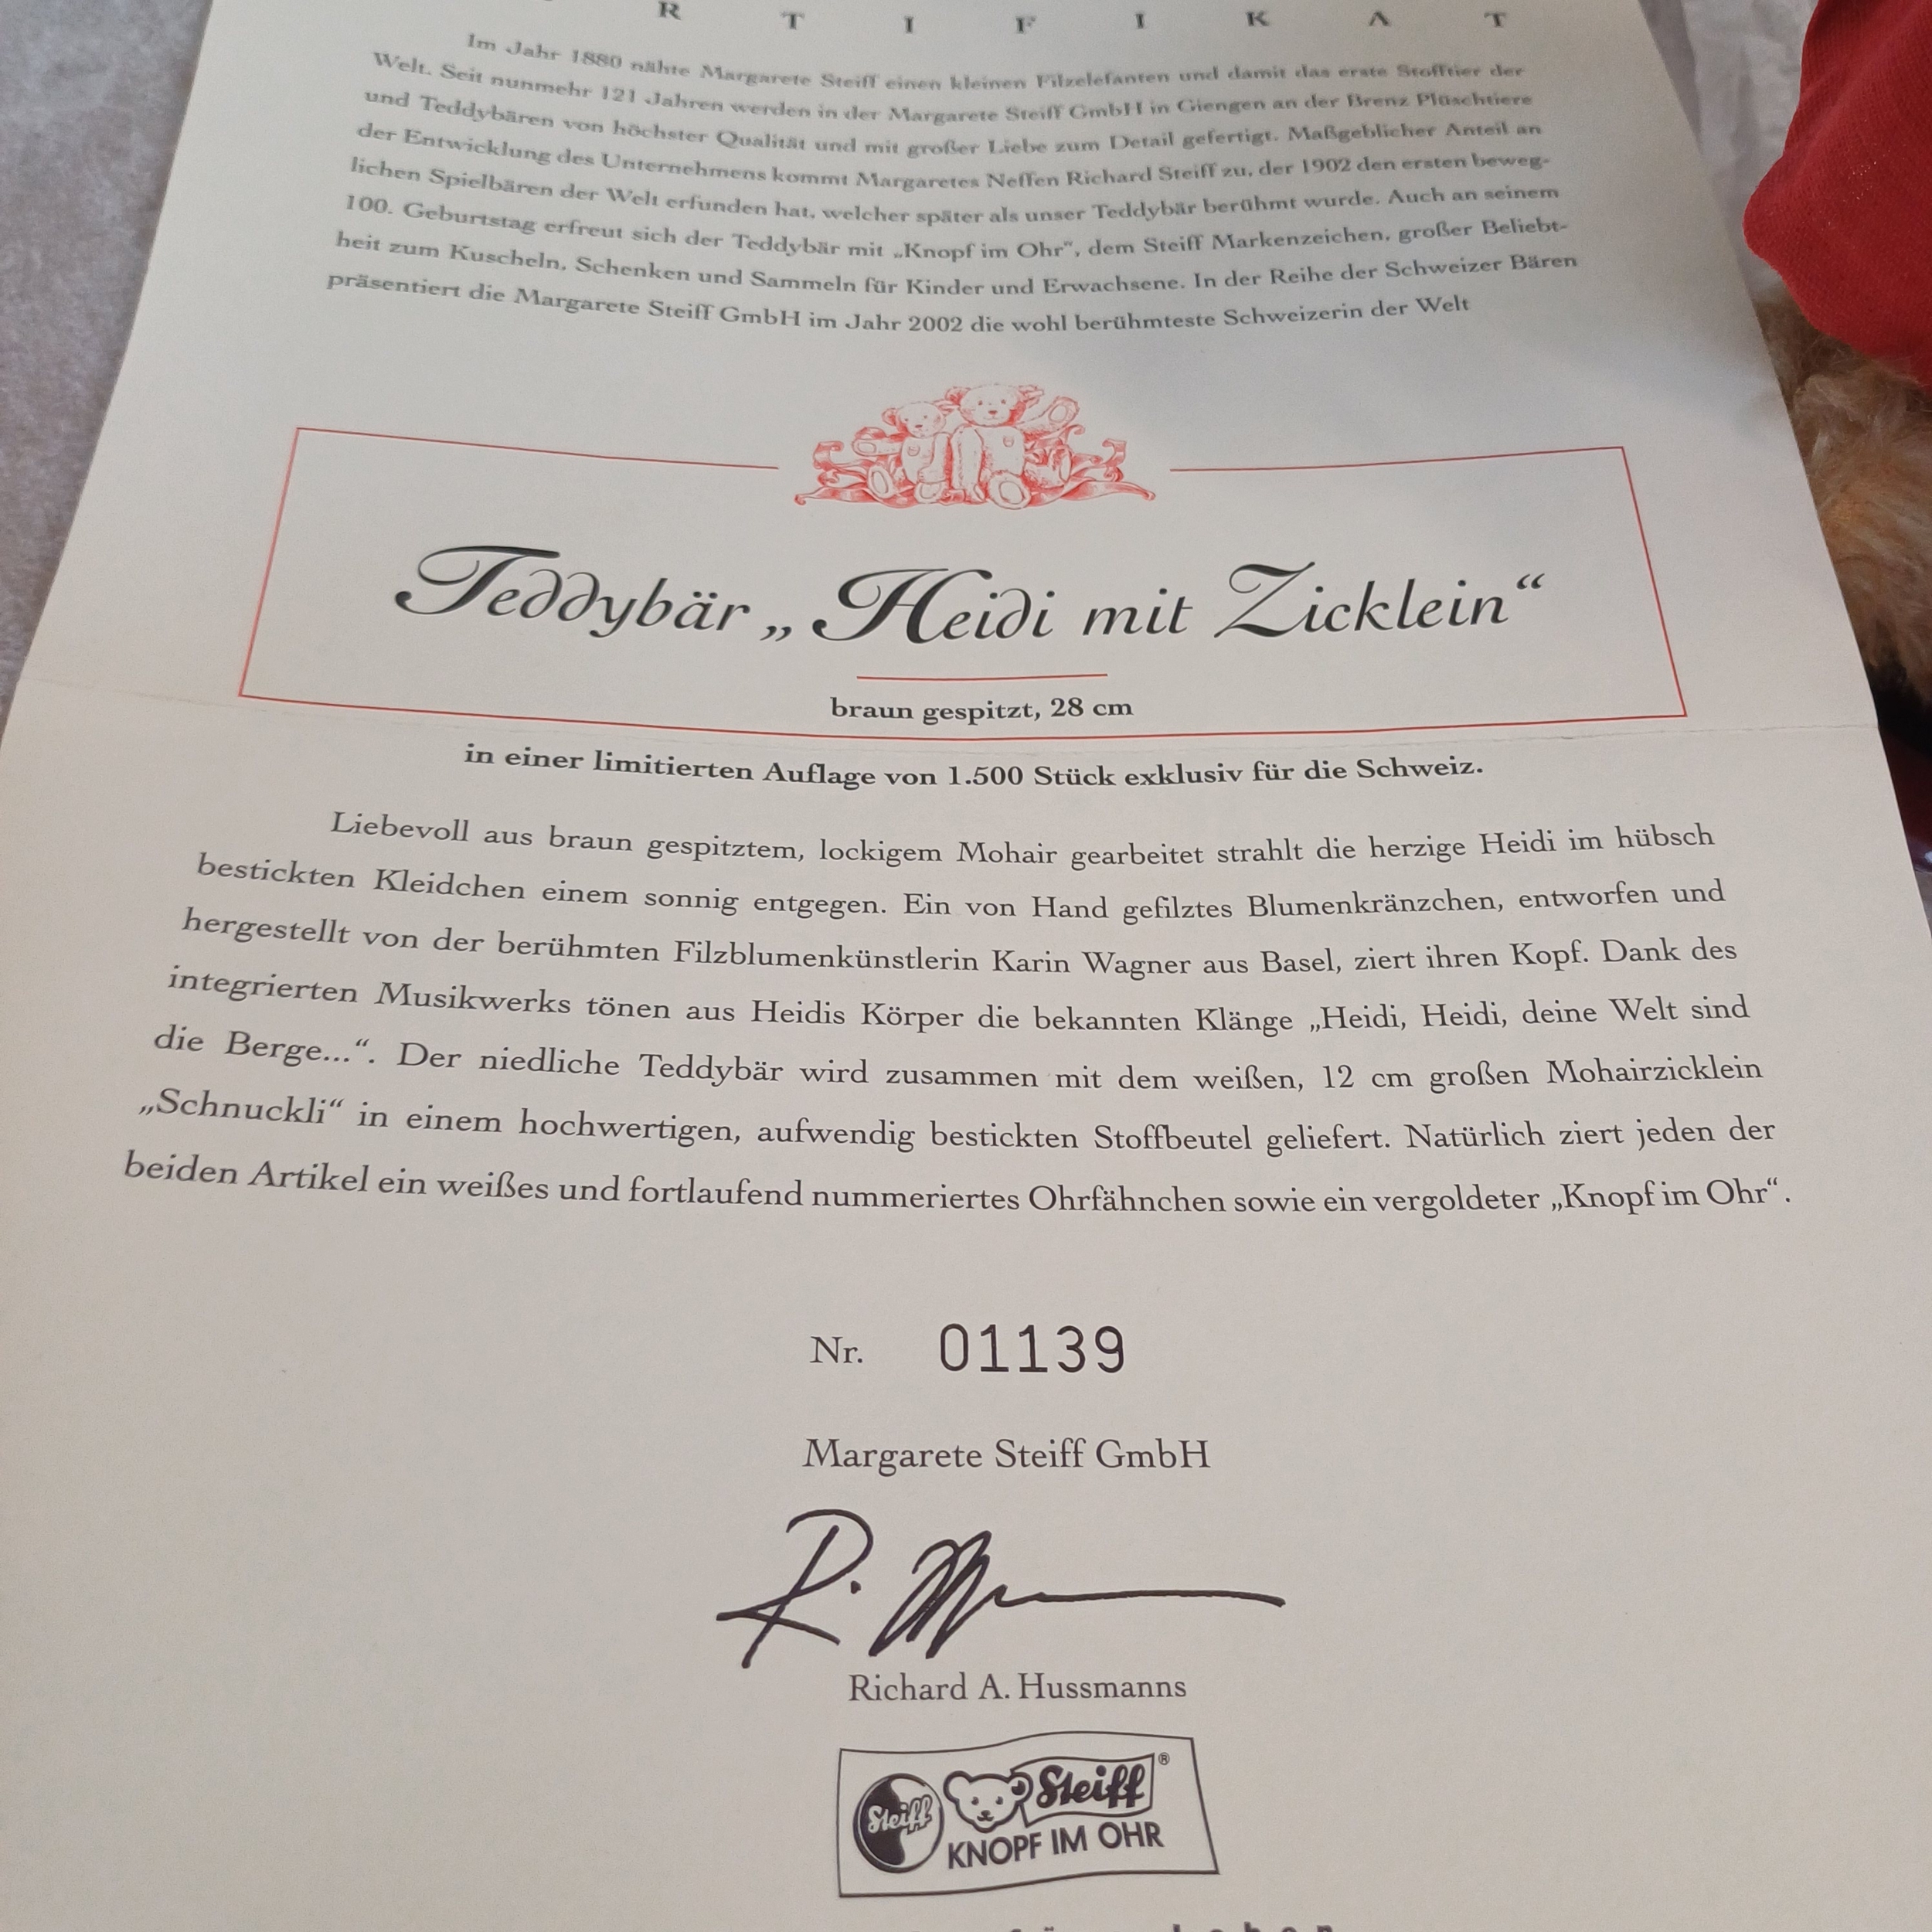 R T I F I K A T
Im Jahr 1880 nähte Margarete Steiff einen kleinen Filzelefanten und damit das erste Stofftier der
Welt. Seit nunmehr 121 Jahren werden in der Margarete Steiff GmbH in Giengen an der Brenz Plüschtiere
und Teddybären von höchster Qualität und mit großer Liebe zum Detail gefertigt. Maßgeblicher Anteil an
der Entwicklung des Unternehmens kommt Margaretes Neffen Richard Steiff zu, der 1902 den ersten beweg-
lichen Spielbären der Welt erfunden hat, welcher später als unser Teddybär berühmt wurde. Auch an seinem
100. Geburtstag erfreut sich der Teddybär mit „Knopf im Ohr“, dem Steiff Markenzeichen, großer Beliebt-
heit zum Kuscheln, Schenken und Sammeln für Kinder und Erwachsene. In der Reihe der Schweizer Bären
präsentiert die Margarete Steiff GmbH im Jahr 2002 die wohl berühmteste Schweizerin der Welt
Teddybär „Heidi mit Zicklein“
braun gespitzt, 28 cm
in einer limitierten Auflage von 1.500 Stück exklusiv für die Schweiz.
Liebevoll aus braun gespitztem, lockigem Mohair gearbeitet strahlt die herzige Heidi im hübsch
bestickten Kleidchen einem sonnig entgegen. Ein von Hand gefilztes Blumenkränzchen, entworfen und
hergestellt von der berühmten Filzblumenkünstlerin Karin Wagner aus Basel, ziert ihren Kopf. Dank des
integrierten Musikwerks tönen aus Heidis Körper die bekannten Klänge „Heidi, Heidi, deine Welt sind
die Berge...“. Der niedliche Teddybär wird zusammen mit dem weißen, 12 cm großen Mohairzicklein
„Schnuckli“ in einem hochwertigen, aufwendig bestickten Stoffbeutel geliefert. Natürlich ziert jeden der
beiden Artikel ein weißes und fortlaufend nummeriertes Ohrfähnchen sowie ein vergoldeter „Knopf im Ohr“.
Nr. 01139
Margarete Steiff GmbH
Richard A. Hussmanns
Steiff Steiff®
KNOPF IM OHR